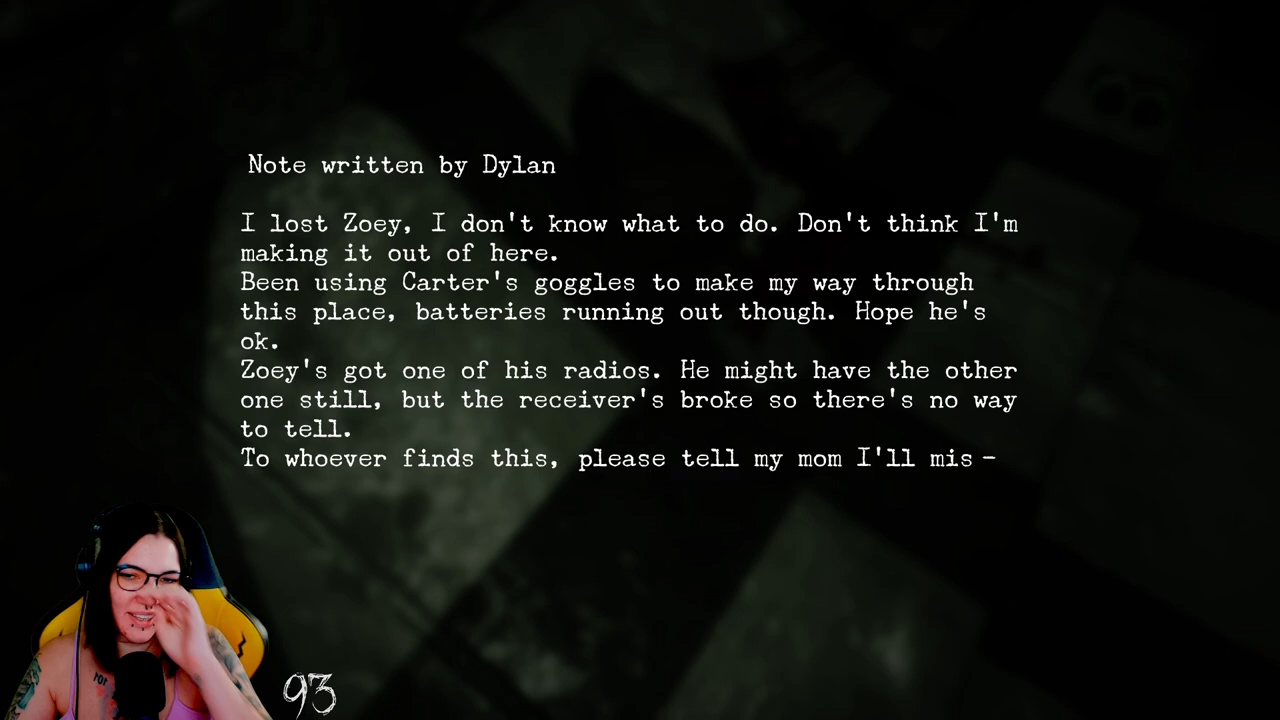 Note written by Dylan
I lost Zoey, I don't know what to do. Don't think I'm
making it out of here.
Been using Carter's goggles to make my way through
this place, batteries running out though. Hope he's
ok.
Zoey's got one of his radios. He might have the other
one still, but the receiver's broke so there's no way
to tell.
To whoever finds this, please tell my mom I'll mis-
93